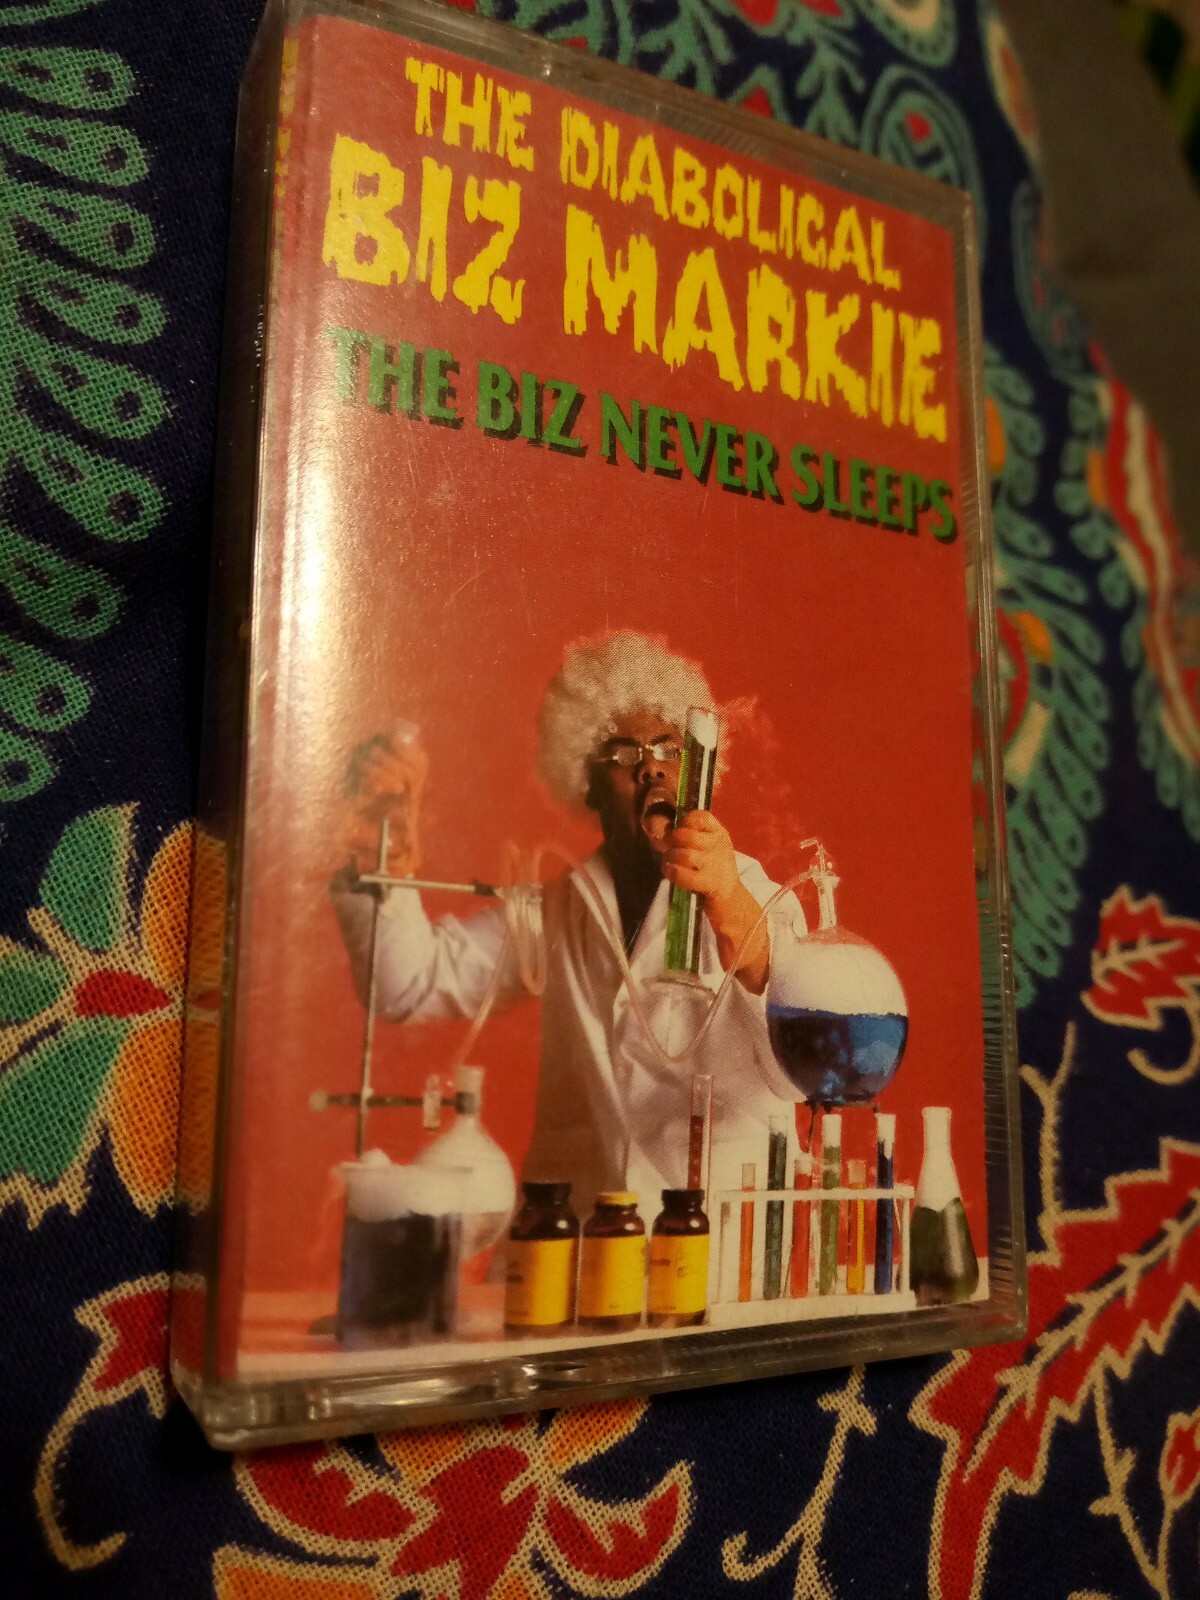 THE DIABOLICAL
BIZ MARKIE
THE BIZ NEVER SLEEPS